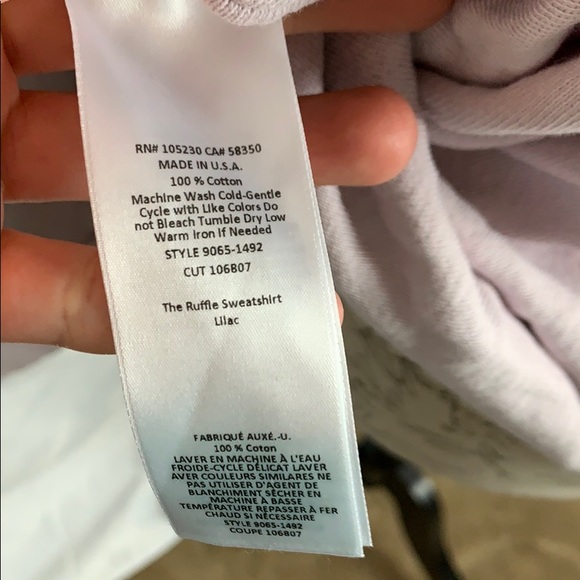 RN# 105230 CA# 58350
MADE IN U.S.A.
100 % Cotton
Machine Wash Cold-Gentle
Cycle with Like Colors Do
not Bleach Tumble Dry Low
Warm Iron If Needed
STYLE 9065-1492
CUT 106807
The Ruffle Sweatshirt
Lilac
FABRIQUÉ AUXÉ.-U.
100 % Coton
LAVER EN MACHINE À L'EAU
FROIDE-CYCLE DÉLICAT LAVER
AVER COULEURS SIMILARES NE
PAS UTILISER D'AGENT DE
BLANCHIMENT SÉCHER EN
MACHINE À BASSE
TEMPÉRATURE REPASSER À FER
CHAUD SI NÉCESSAIRE
STYLE 9065-1492
COUPE 106807